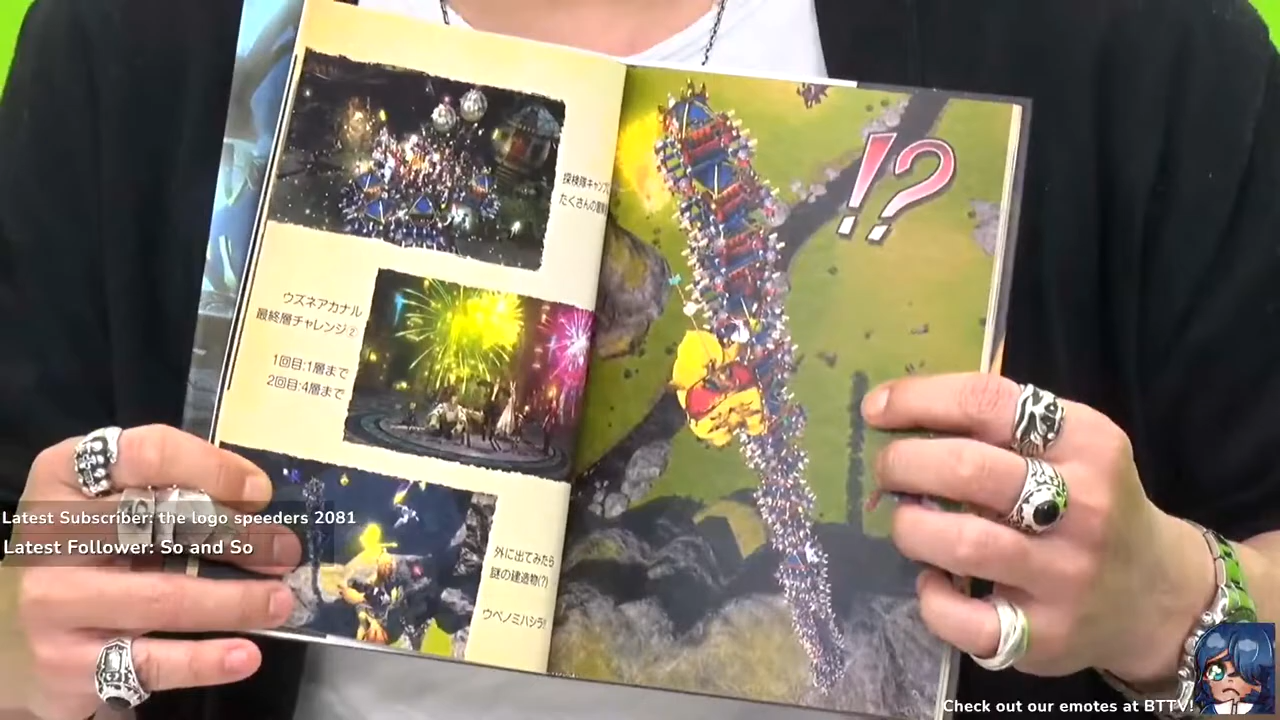 探検隊キャンプに
たくさんの
!?
ウズネアカナル
最終層チャレンジ②
1回目:1層まで
2回目:4層まで
外に出てみたら
謎の建造物(?)
ウベノミハシラ!!
Latest Subscriber: the logo speeders 2081
Latest Follower: So and So
Check out our emotes at BTTV!